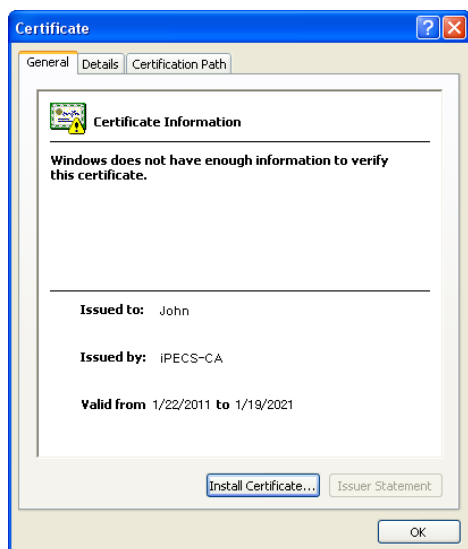 Certificate
General Details Certification Path
Certificate Information
Windows does not have enough information to verify
this certificate.
Issued to: John
Issued by: iPECS-CA
Valid from 1/22/2011 to 1/19/2021
Install Certificate... Issuer Statement
OK